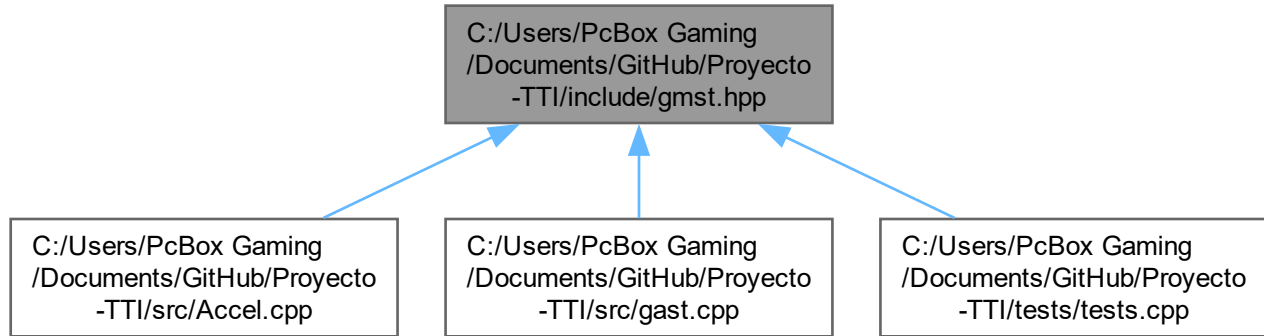 C:/Users/PcBox Gaming
/Documents/GitHub/Proyecto
-TTI/include/gmst.hpp
C:/Users/PcBox Gaming
/Documents/GitHub/Proyecto
-TTI/src/Accel.cpp
C:/Users/PcBox Gaming
/Documents/GitHub/Proyecto
-TTI/src/gast.cpp
C:/Users/PcBox Gaming
/Documents/GitHub/Proyecto
-TTI/tests/tests.cpp